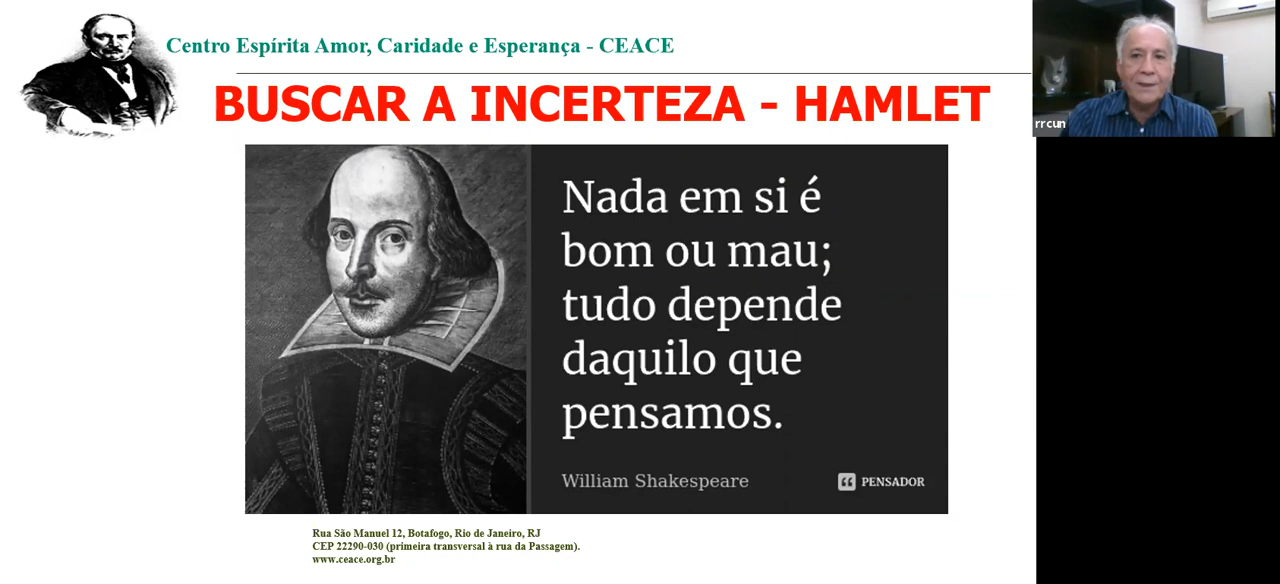 Centro Espírita Amor, Caridade e Esperança - CEACE
BUSCAR A INCERTEZA - HAMLET
rrcun
Nada em si é
bom ou mau;
tudo depende
daquilo que
pensamos.
William Shakespeare
PENSADOR
Rua São Manuel 12, Botafogo, Rio de Janeiro, RJ
CEP 22290-030 (primeira transversal à rua da Passagem).
www.ceace.org.br